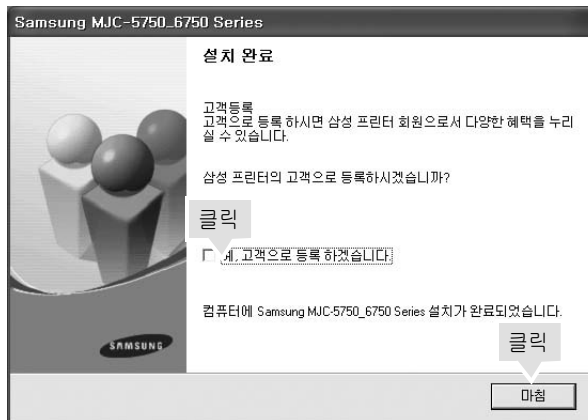 Samsung MJC-5750_6750 Series
설치 완료
고객등록
고객으로 등록 하시면 삼성 프린터 회원으로서 다양한 혜택을 누리
실 수 있습니다.
삼성 프린터의 고객으로 등록하시겠습니까?
클릭
예, 고객으로 등록 하겠습니다.
컴퓨터에 Samsung MJC-5750_6750 Series 설치가 완료되었습니다.
SAMSUNG
클릭
마침